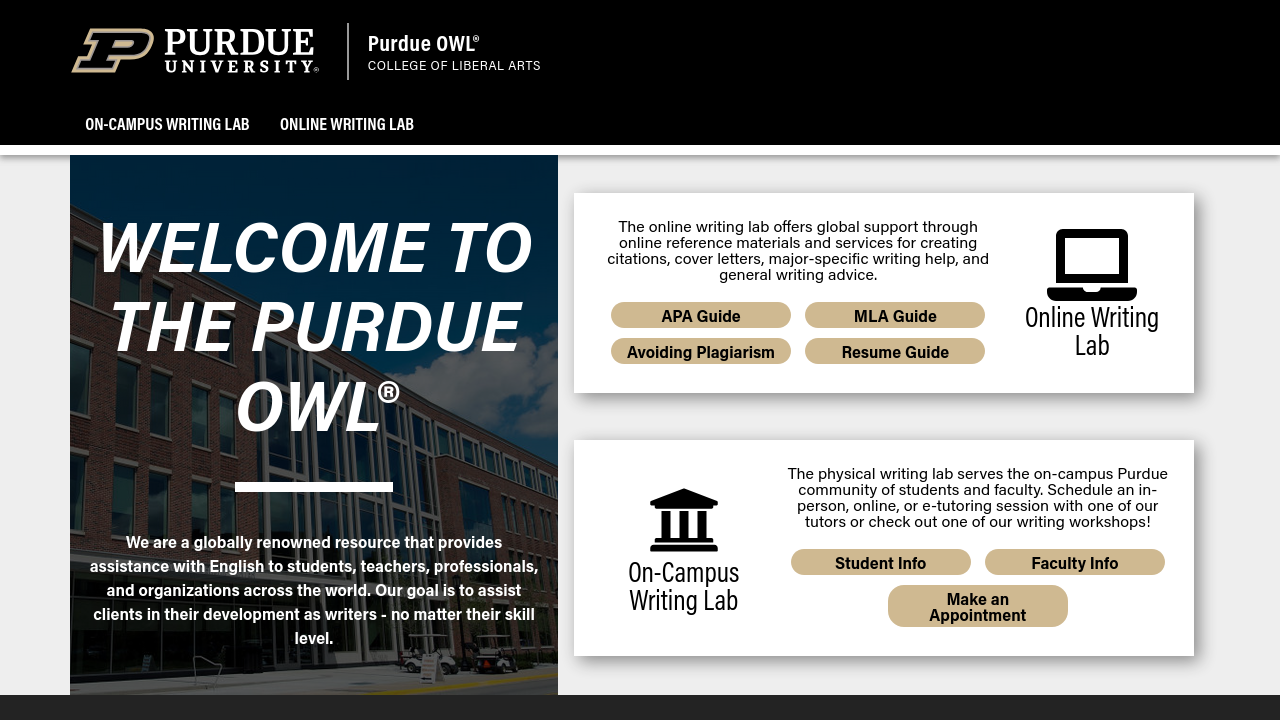 PURDUE
UNIVERSITY®
Purdue OWL®
COLLEGE OF LIBERAL ARTS
ON-CAMPUS WRITING LAB
ONLINE WRITING LAB
WELCOME TO
THE PURDUE
OWL®
We are a globally renowned resource that provides
assistance with English to students, teachers, professionals,
and organizations across the world. Our goal is to assist
clients in their development as writers - no matter their skill
level.
The online writing lab offers global support through
online reference materials and services for creating
citations, cover letters, major-specific writing help, and
general writing advice.
APA Guide
MLA Guide
Avoiding Plagiarism
Resume Guide
Online Writing
Lab
On-Campus
Writing Lab
The physical writing lab serves the on-campus Purdue
community of students and faculty. Schedule an in-
person, online, or e-tutoring session with one of our
tutors or check out one of our writing workshops!
Student Info
Faculty Info
Make an
Appointment